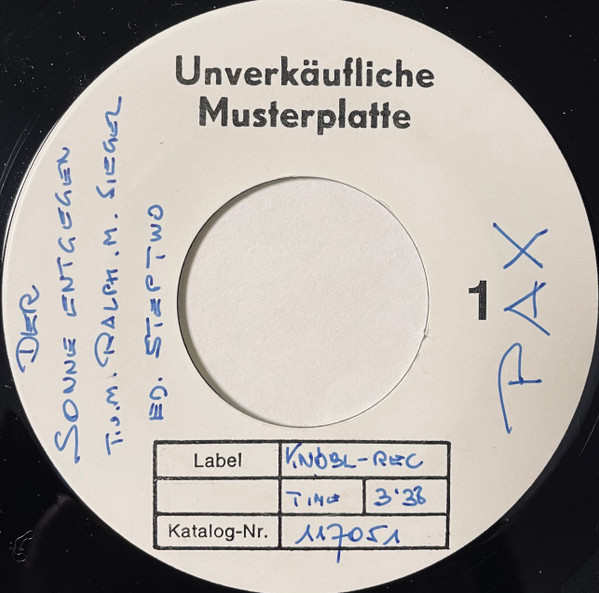 Unverkäufliche
Musterplatte
DER
SONNE ENTGEGEN
T.u.M. RALPH. M. SIEGEL
ED. STEPTWO
1
PAX
Label KNÖBL-REC
TIME 3'38
Katalog-Nr. 117051